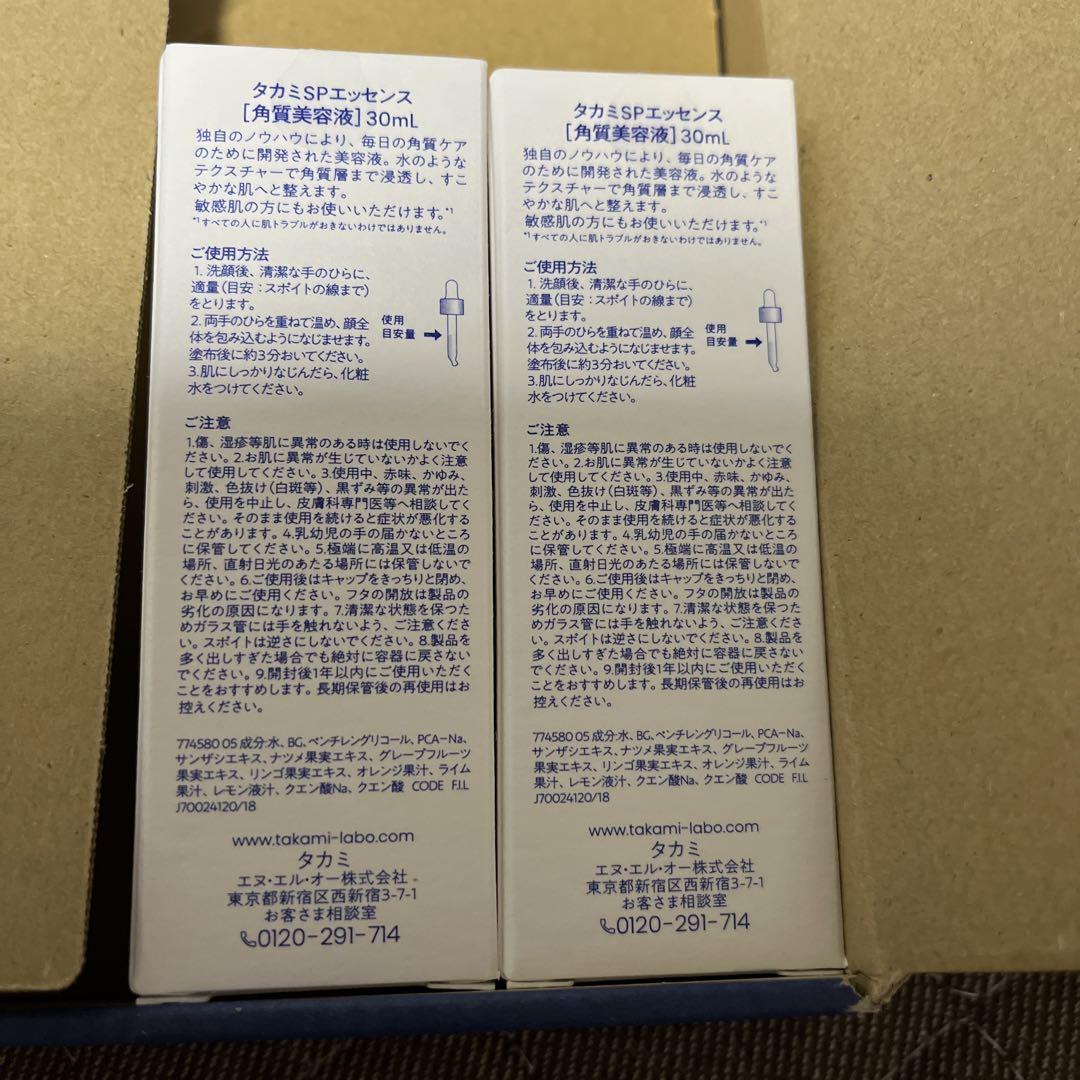 タカミSPエッセンス
[角質美容液]30mL
独自のノウハウにより、毎日の角質ケア
のために開発された美容液。水のような
テクスチャーで角質層まで浸透し、すこ
やかな肌へと整えます。
敏感肌の方にもお使いいただけます。*1
*1 すべての人に肌トラブルがおきないわけではありません。
ご使用方法
1. 洗顔後、清潔な手のひらに、
適量(目安:スポイトの線まで)
をとります。
2. 両手のひらを重ねて温め、顔全
体を包み込むようになじませます。
塗布後に約3分おいてください。
3.肌にしっかりなじんだら、化粧
水をつけてください。
使用
目安量
ご注意
1.傷、湿疹等肌に異常のある時は使用しないでく
ださい。2.お肌に異常が生じていないかよく注意
して使用してください。3.使用中、赤味、かゆみ、
刺激、色抜け(白斑等)、黒ずみ等の異常が出た
ら、使用を中止し、皮膚科専門医等へ相談してく
ださい。そのまま使用を続けると症状が悪化する
ことがあります。4.乳幼児の手の届かないところ
に保管してください。5.極端に高温又は低温の
場所、直射日光のあたる場所には保管しないで
ください。6.ご使用後はキャップをきっちりと閉め、
お早めにご使用ください。フタの開放は製品の
劣化の原因になります。7.清潔な状態を保つた
めガラス管には手を触れないよう、ご注意くださ
い。スポイトは逆さにしないでください。8.製品を
多く出しすぎた場合でも絶対に容器に戻さない
でください。9.開封後1年以内にご使用いただく
ことをおすすめします。長期保管後の再使用はお
控えください。
774580 05 成分:水、BG、ペンチレングリコール、PCA-Na、
サンザシエキス、ナツメ果実エキス、グレープフルーツ
果実エキス、リンゴ果実エキス、オレンジ果汁、ライム
果汁、レモン液汁、クエン酸Na、クエン酸 CODE F.I.L
J70024120/18
www.takami-labo.com
タカミ
エヌ・エル・オー株式会社
東京都新宿区西新宿3-7-1
お客さま相談室
0120-291-714
タカミSPエッセンス
[角質美容液]30mL
独自のノウハウにより、毎日の角質ケア
のために開発された美容液。水のような
テクスチャーで角質層まで浸透し、すこ
やかな肌へと整えます。
敏感肌の方にもお使いいただけます。*1
*1 すべての人に肌トラブルがおきないわけではありません。
ご使用方法
1. 洗顔後、清潔な手のひらに、
適量(目安:スポイトの線まで)
をとります。
2. 両手のひらを重ねて温め、顔全
体を包み込むようになじませます。
塗布後に約3分おいてください。
3.肌にしっかりなじんだら、化粧
水をつけてください。
使用
目安量
ご注意
1.傷、湿疹等肌に異常のある時は使用しないでく
ださい。2.お肌に異常が生じていないかよく注意
して使用してください。3.使用中、赤味、かゆみ、
刺激、色抜け(白斑等)、黒ずみ等の異常が出た
ら、使用を中止し、皮膚科専門医等へ相談してく
ださい。そのまま使用を続けると症状が悪化する
ことがあります。4.乳幼児の手の届かないところ
に保管してください。5.極端に高温又は低温の
場所、直射日光のあたる場所には保管しないで
ください。6.ご使用後はキャップをきっちりと閉め、
お早めにご使用ください。フタの開放は製品の
劣化の原因になります。7.清潔な状態を保つた
めガラス管には手を触れないよう、ご注意くださ
い。スポイトは逆さにしないでください。8.製品を
多く出しすぎた場合でも絶対に容器に戻さない
でください。9.開封後1年以内にご使用いただく
ことをおすすめします。長期保管後の再使用はお
控えください。
774580 05 成分:水、BG、ペンチレングリコール、PCA-Na、
サンザシエキス、ナツメ果実エキス、グレープフルーツ
果実エキス、リンゴ果実エキス、オレンジ果汁、ライム
果汁、レモン液汁、クエン酸Na、クエン酸 CODE F.I.L
J70024120/18
www.takami-labo.com
タカミ
エヌ・エル・オー株式会社
東京都新宿区西新宿3-7-1
お客さま相談室
0120-291-714